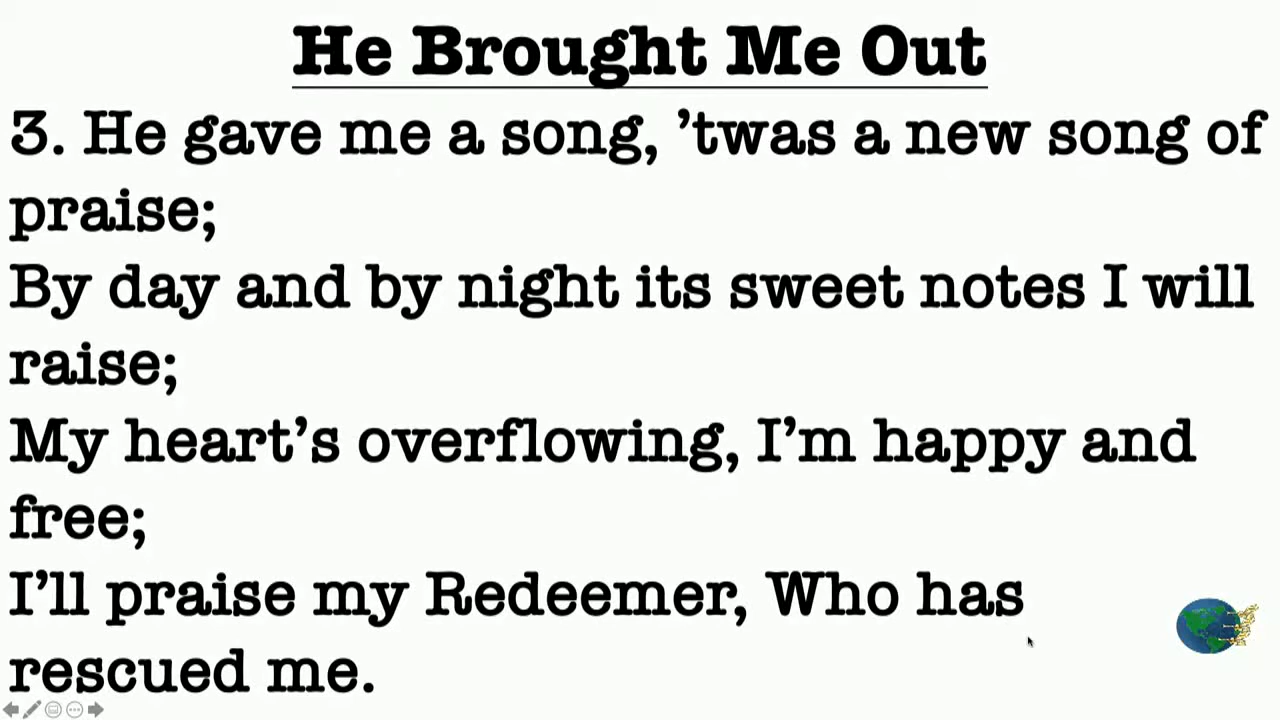 He Brought Me Out
3. He gave me a song, ’twas a new song of
praise;
By day and by night its sweet notes I will
raise;
My heart’s overflowing, I’m happy and
free;
I’ll praise my Redeemer, Who has
rescued me.